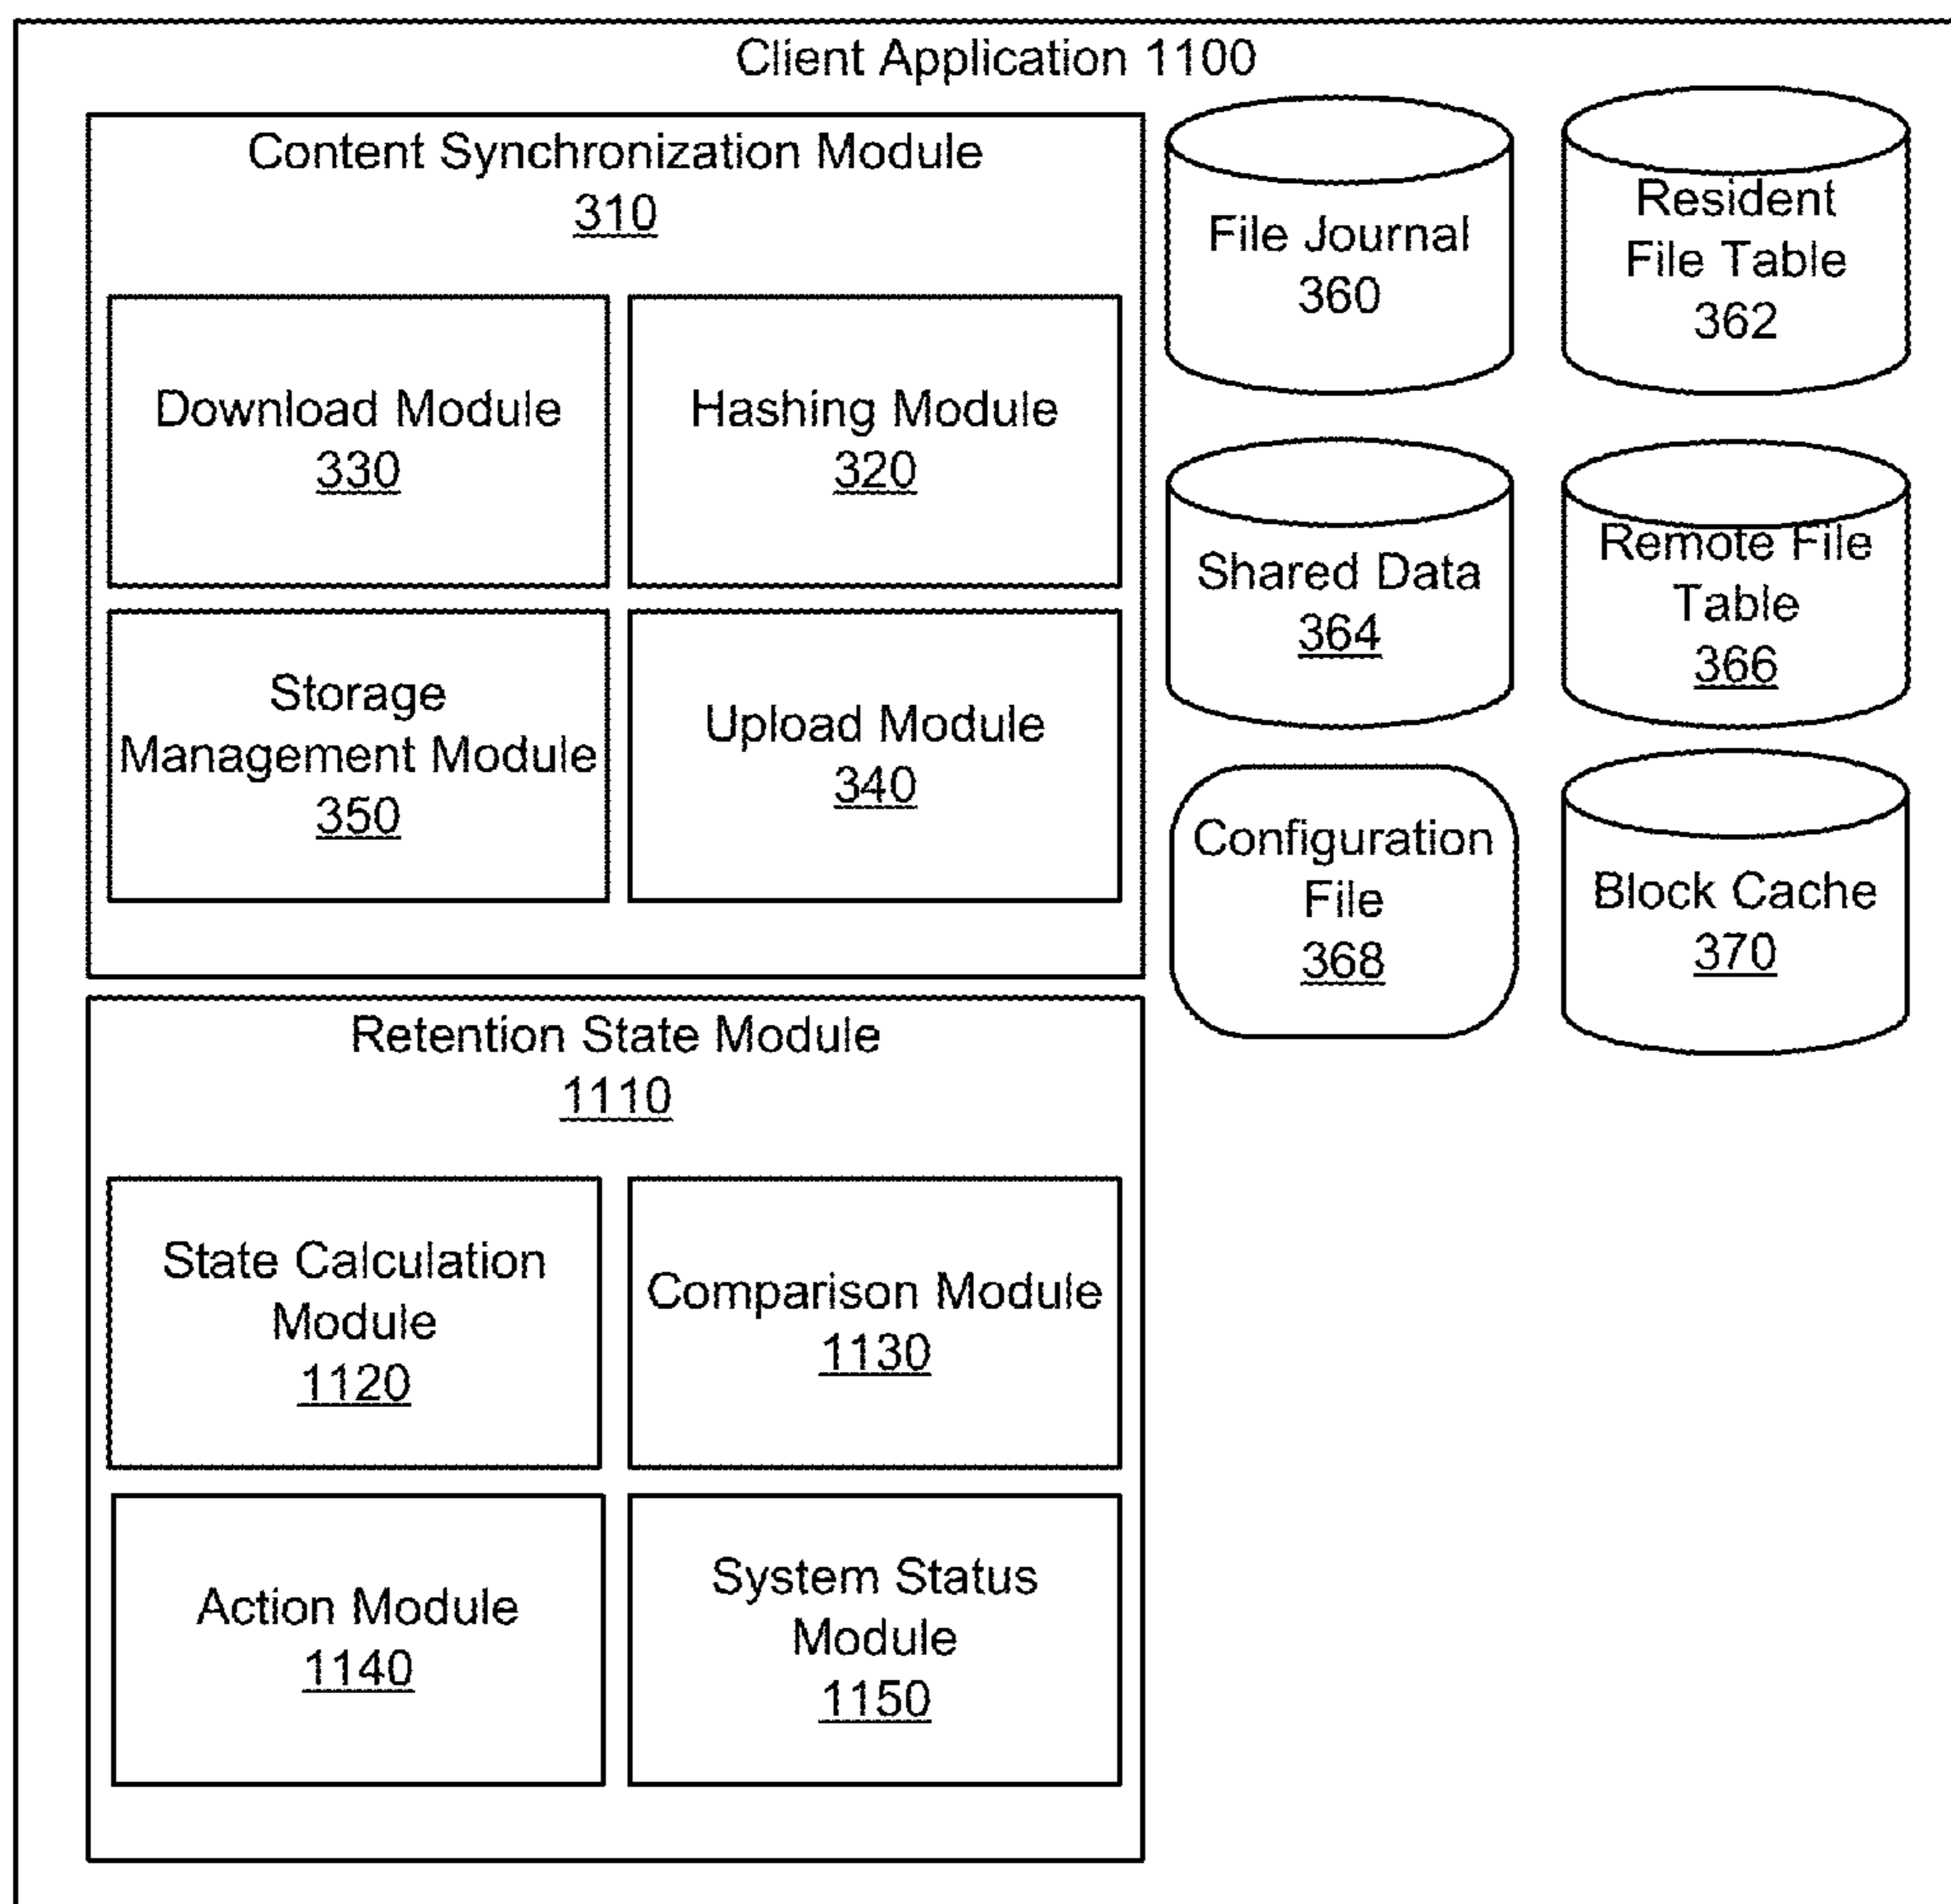 Client Application 1100
Content Synchronization Module
310
Download Module
330
Hashing Module
320
Storage
Management Module
350
Upload Module
340
File Journal
360
Resident
File Table
362
Shared Data
364
Remote File
Table
366
Configuration
File
368
Block Cache
370
Retention State Module
1110
State Calculation
Module
1120
Comparison Module
1130
Action Module
1140
System Status
Module
1150